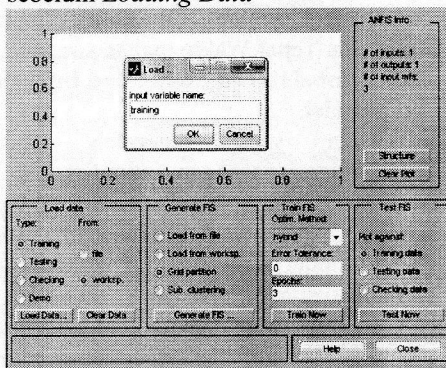 sebelum Loading Data
ANFIS Info.
# of inputs: 1
# of outputs: 1
# of input mfs:
3
Structure
Clear Plot
1
0.8
0.6
0.4
0.2
0
0
0.2
0.4
0.6
0.8
1
Load ...
input variable name:
training
OK
Cancel
Load data
Type:
From:
Training
Testing
Checking
Demo
file
worksp.
Load Data...
Clear Data
Generate FIS
Load from file
Load from worksp.
Grid partition
Sub. clustering
Generate FIS ...
Train FIS
Optim. Method:
hybrid
Error Tolerance:
0
Epochs:
3
Train Now
Test FIS
Plot against:
Training data
Testing data
Checking data
Test Now
Help
Close